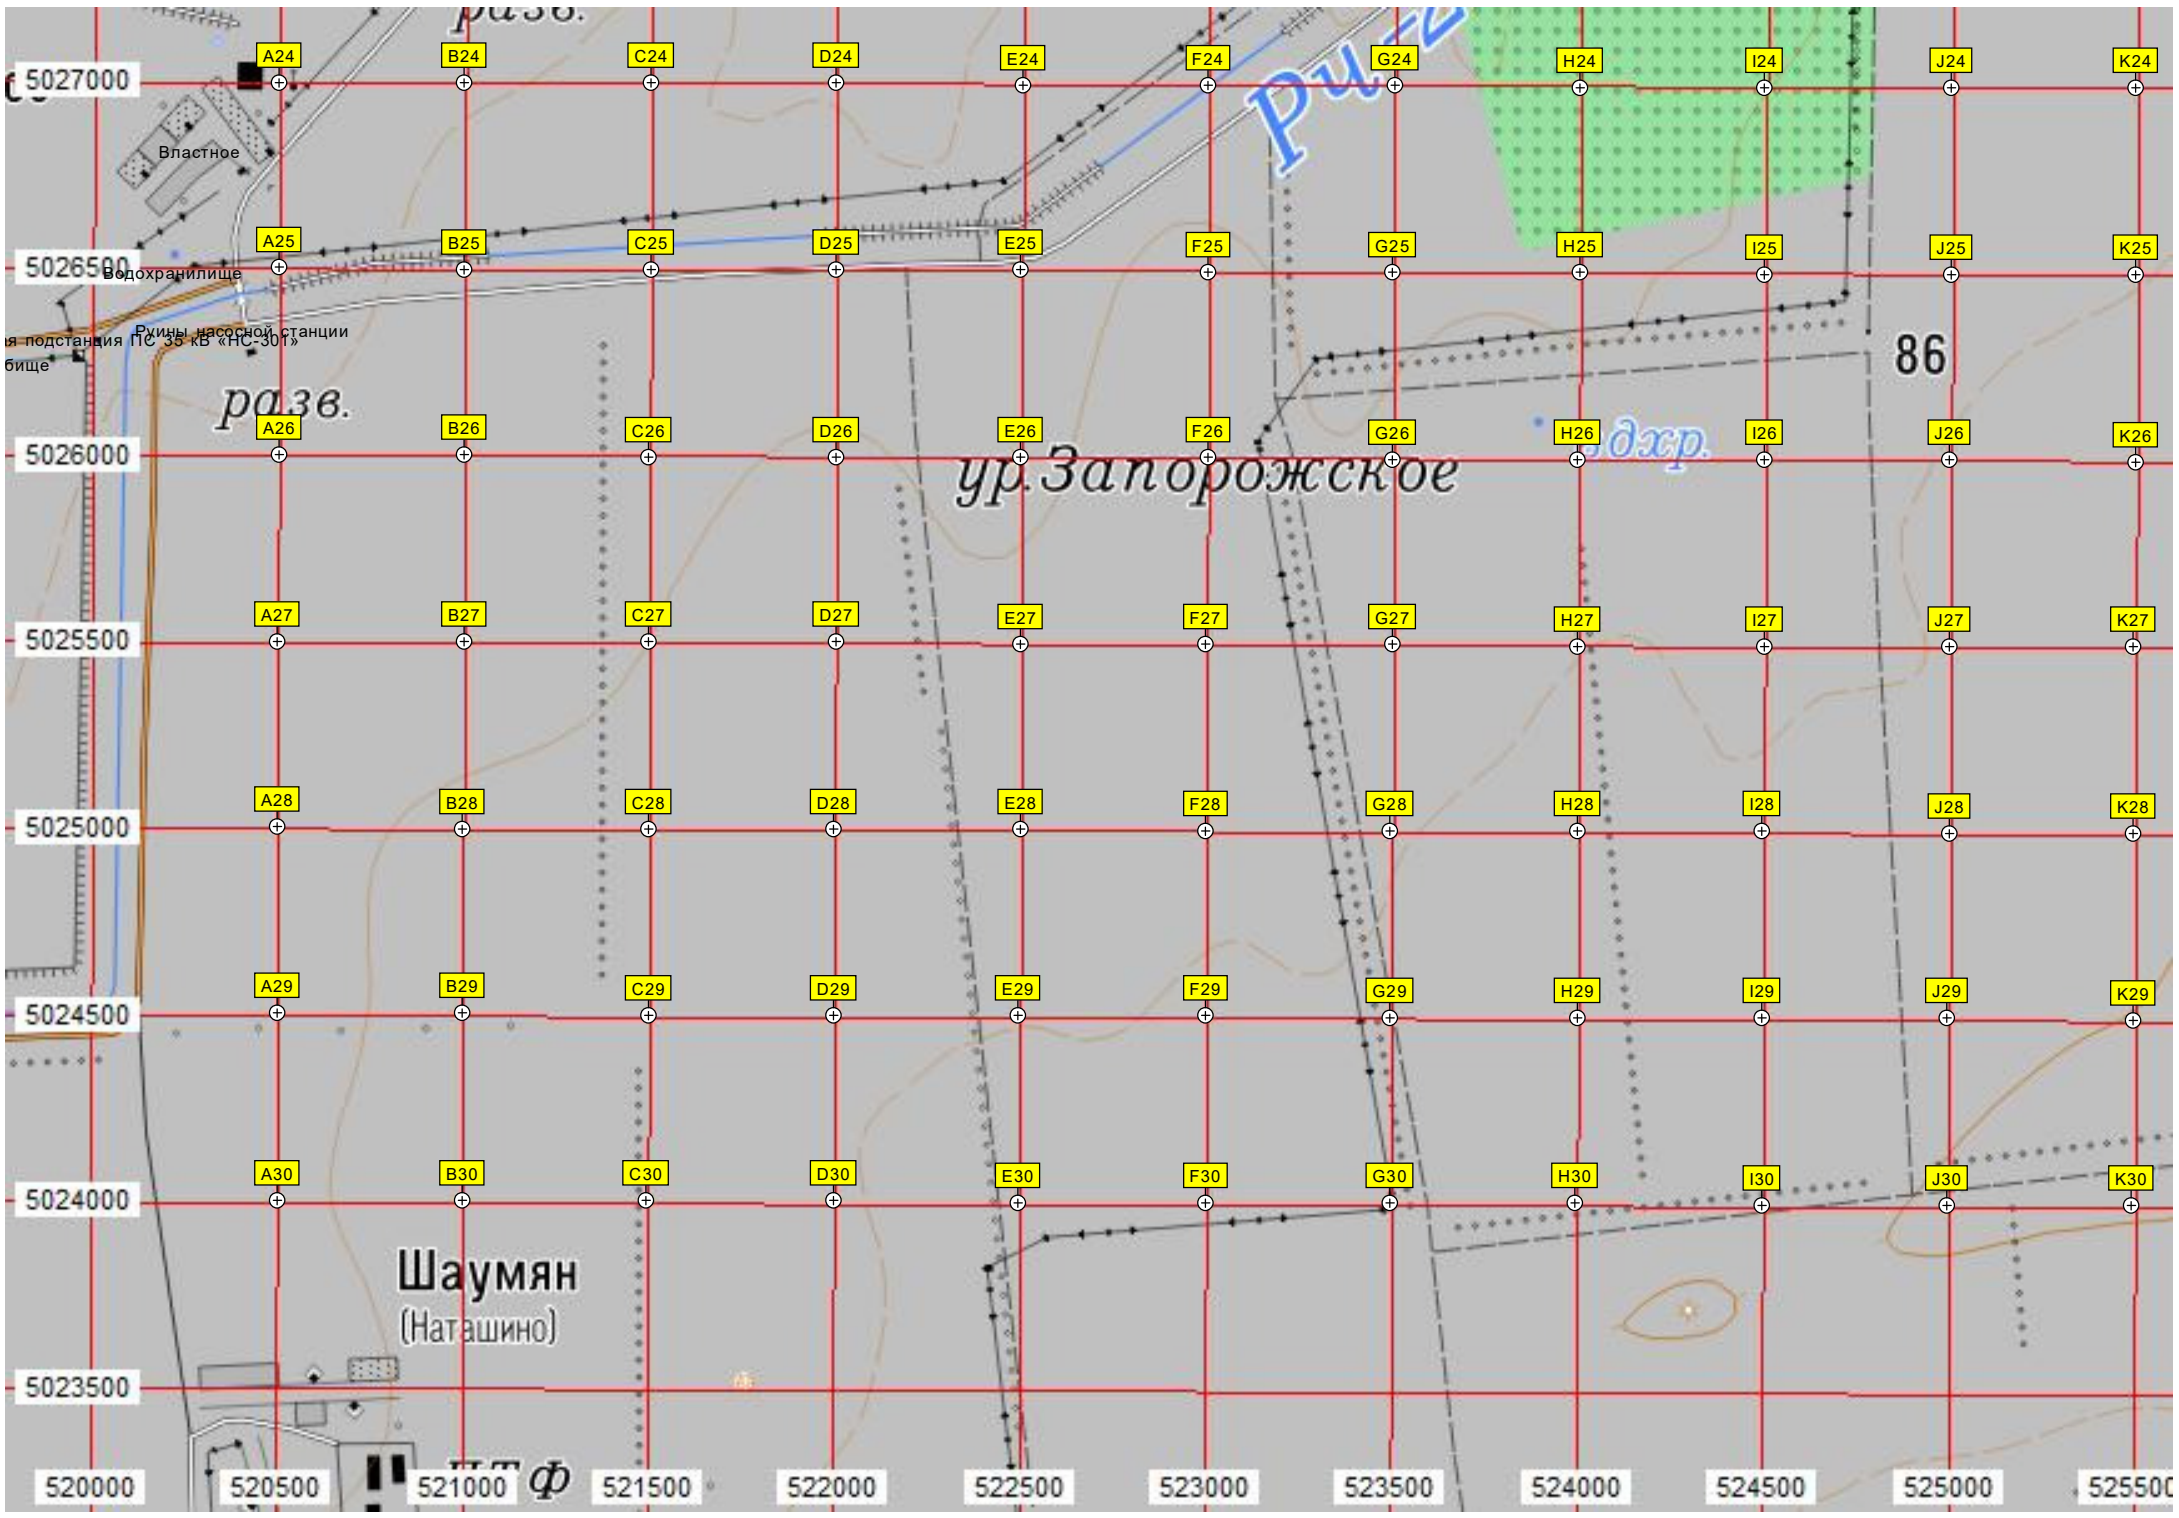 разв.
Рц-2
A24 B24 C24 D24 E24 F24 G24 H24 I24 J24 K24
5027000
Властное
A25 B25 C25 D25 E25 F25 G25 H25 I25 J25 K25
5026500
Водохранилище
Руины насосной станции
я подстанция ПС 35 кВ «НС-301»
бище
86
разв.
A26 B26 C26 D26 E26 F26 G26 H26 I26 J26 K26
вдхр.
5026000
ур.Запорожское
A27 B27 C27 D27 E27 F27 G27 H27 I27 J27 K27
5025500
A28 B28 C28 D28 E28 F28 G28 H28 I28 J28 K28
5025000
A29 B29 C29 D29 E29 F29 G29 H29 I29 J29 K29
5024500
A30 B30 C30 D30 E30 F30 G30 H30 I30 J30 K30
5024000
Шаумян
(Наташино)
5023500
520000 520500 521000 521500 522000 522500 523000 523500 524000 524500 525000 525500